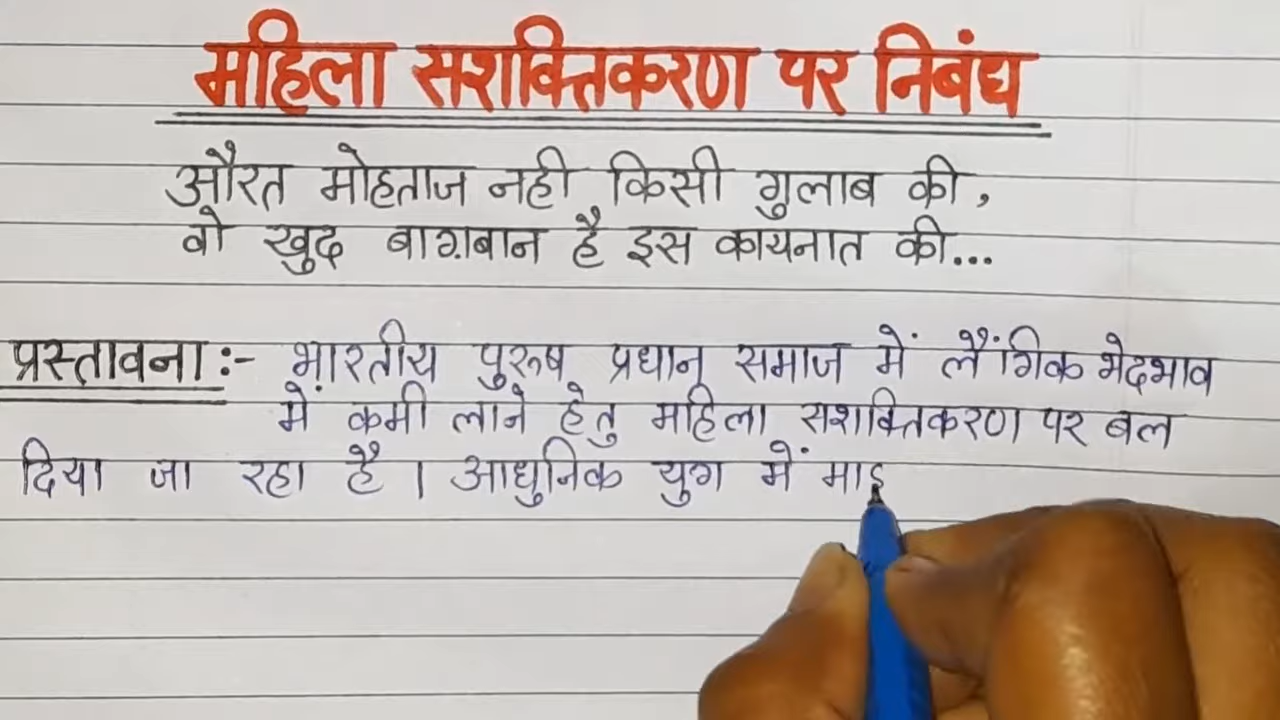 महिला सशक्तिकरण पर निबंध
औरत मोहताज नही किसी गुलाब की,
वो खुद बाग़बान है इस कायनात की...
प्रस्तावना :- भारतीय पुरुष प्रधान समाज में लैंगिक भेदभाव
में कमी लाने हेतु महिला सशक्तिकरण पर बल
दिया जा रहा है । आधुनिक युग में